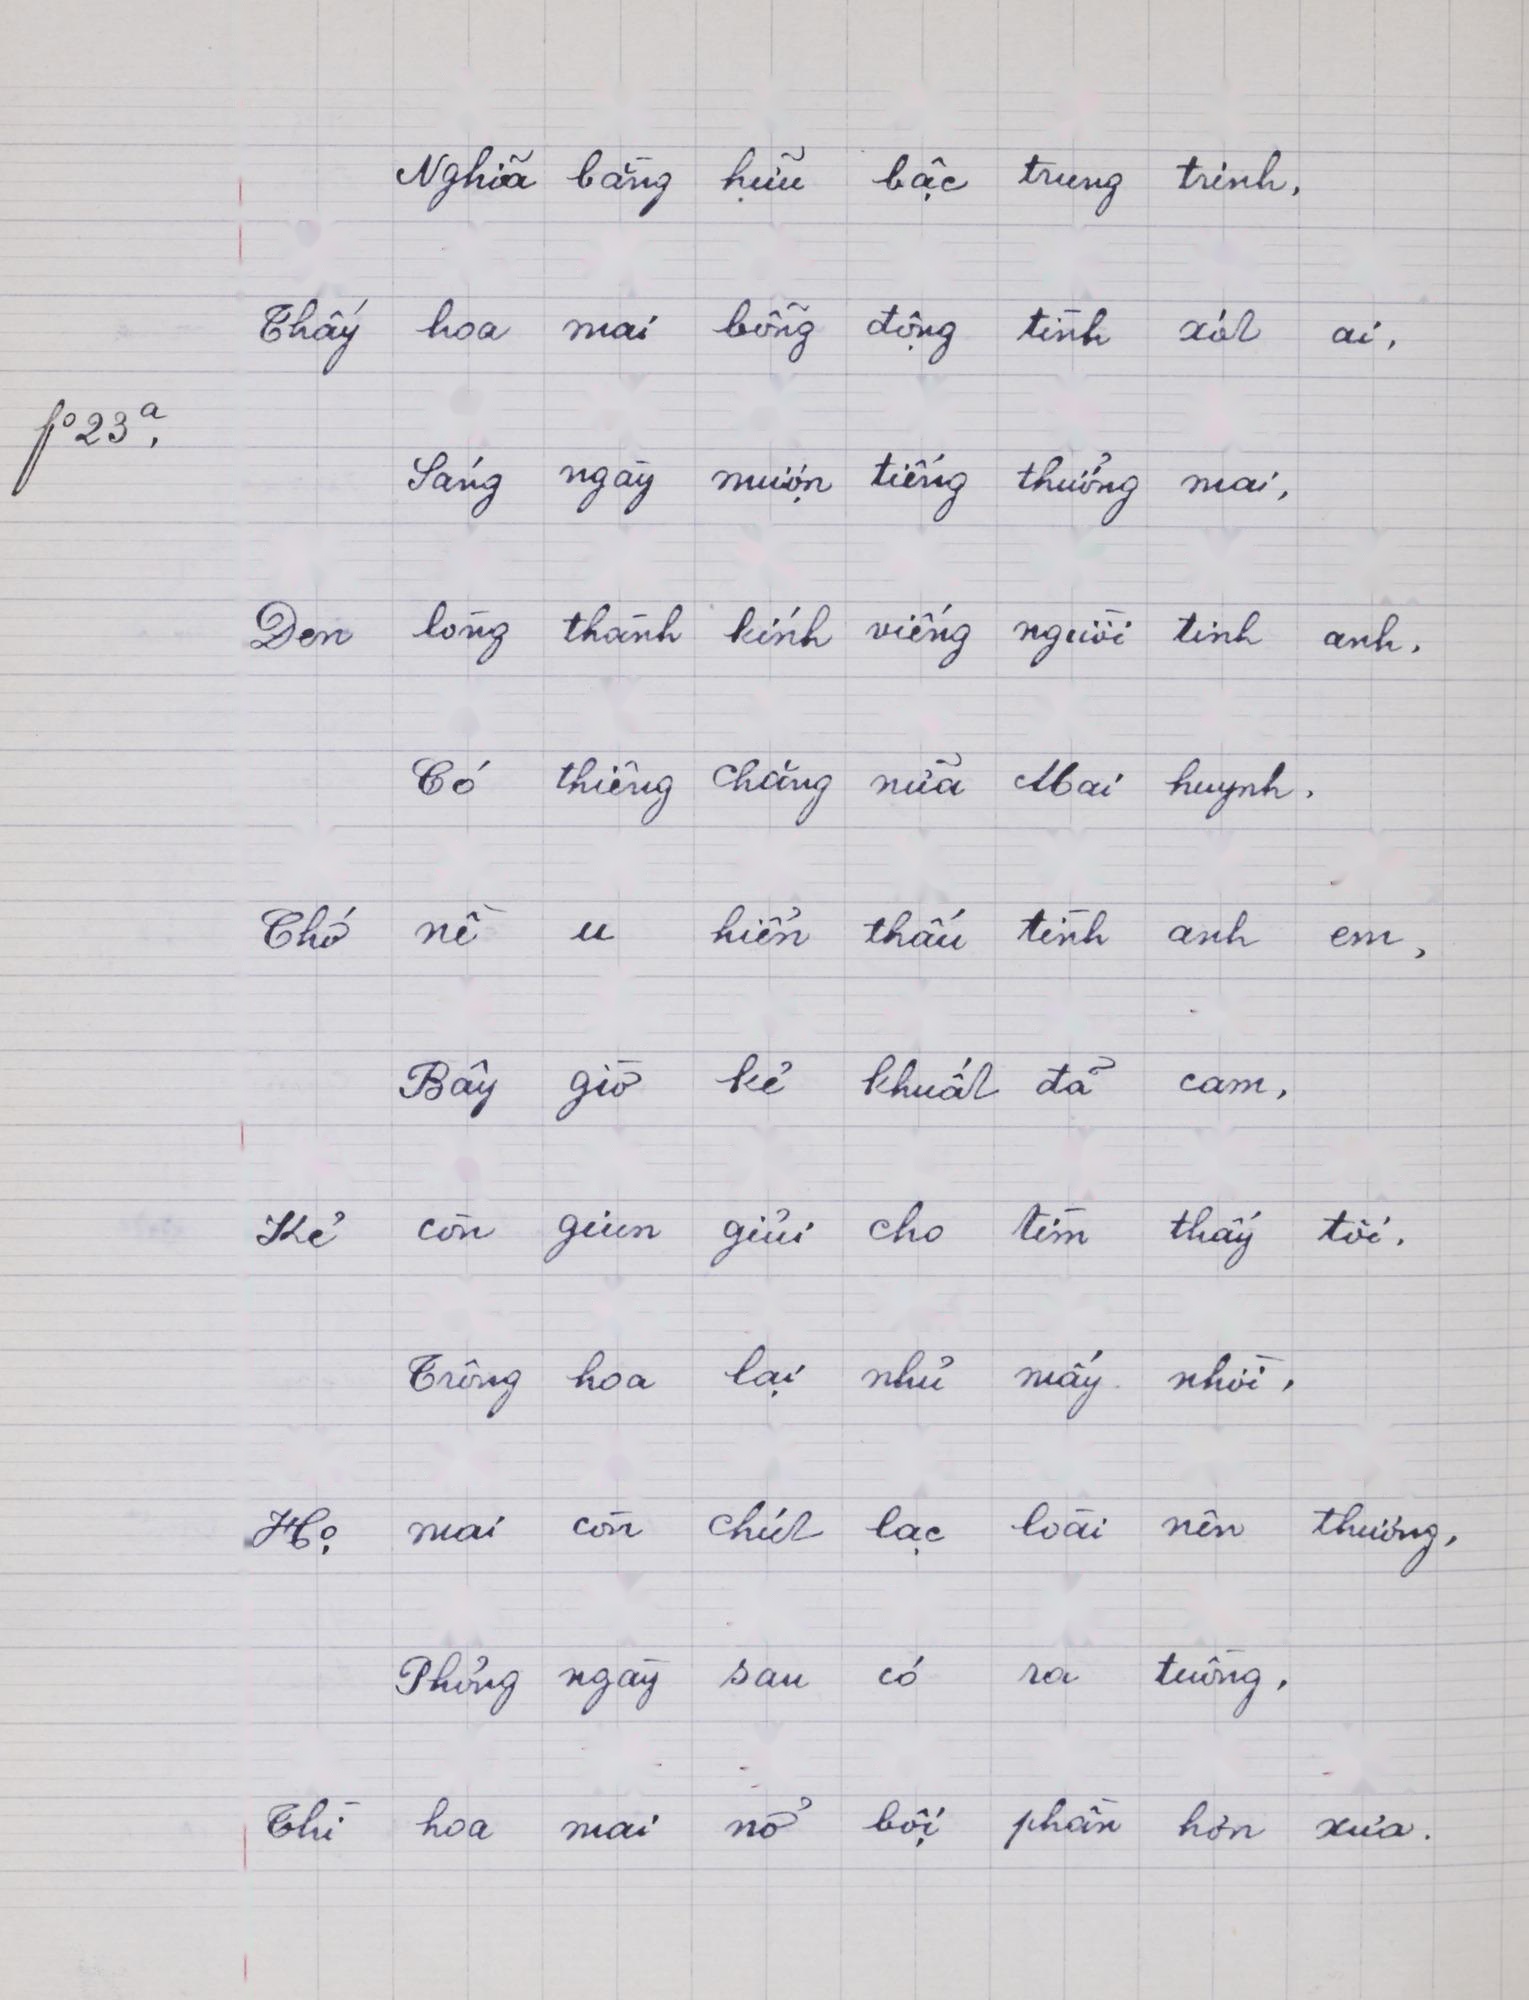 Nghĩa bằng hữu bậc trung trinh,
Thấy hoa mai bỗng động tình xót ai,
fº 23ª.
Sáng ngày mượn tiếng thưởng mai,
Đen lòng thành kính viếng người tinh anh.
Có thiêng chăng nữa Mai huynh.
Chớ nề u hiển thấu tình anh em,
Bây giờ kẻ khuất đã cam,
Kẻ còn giun giủi cho tìm thấy tôi.
Trông hoa lại nhủ mấy nhời,
Họ mai còn chút lạc loài nên thương,
Phỏng ngày sau có ra tuồng,
Thì hoa mai nở bội phần hơn xưa.